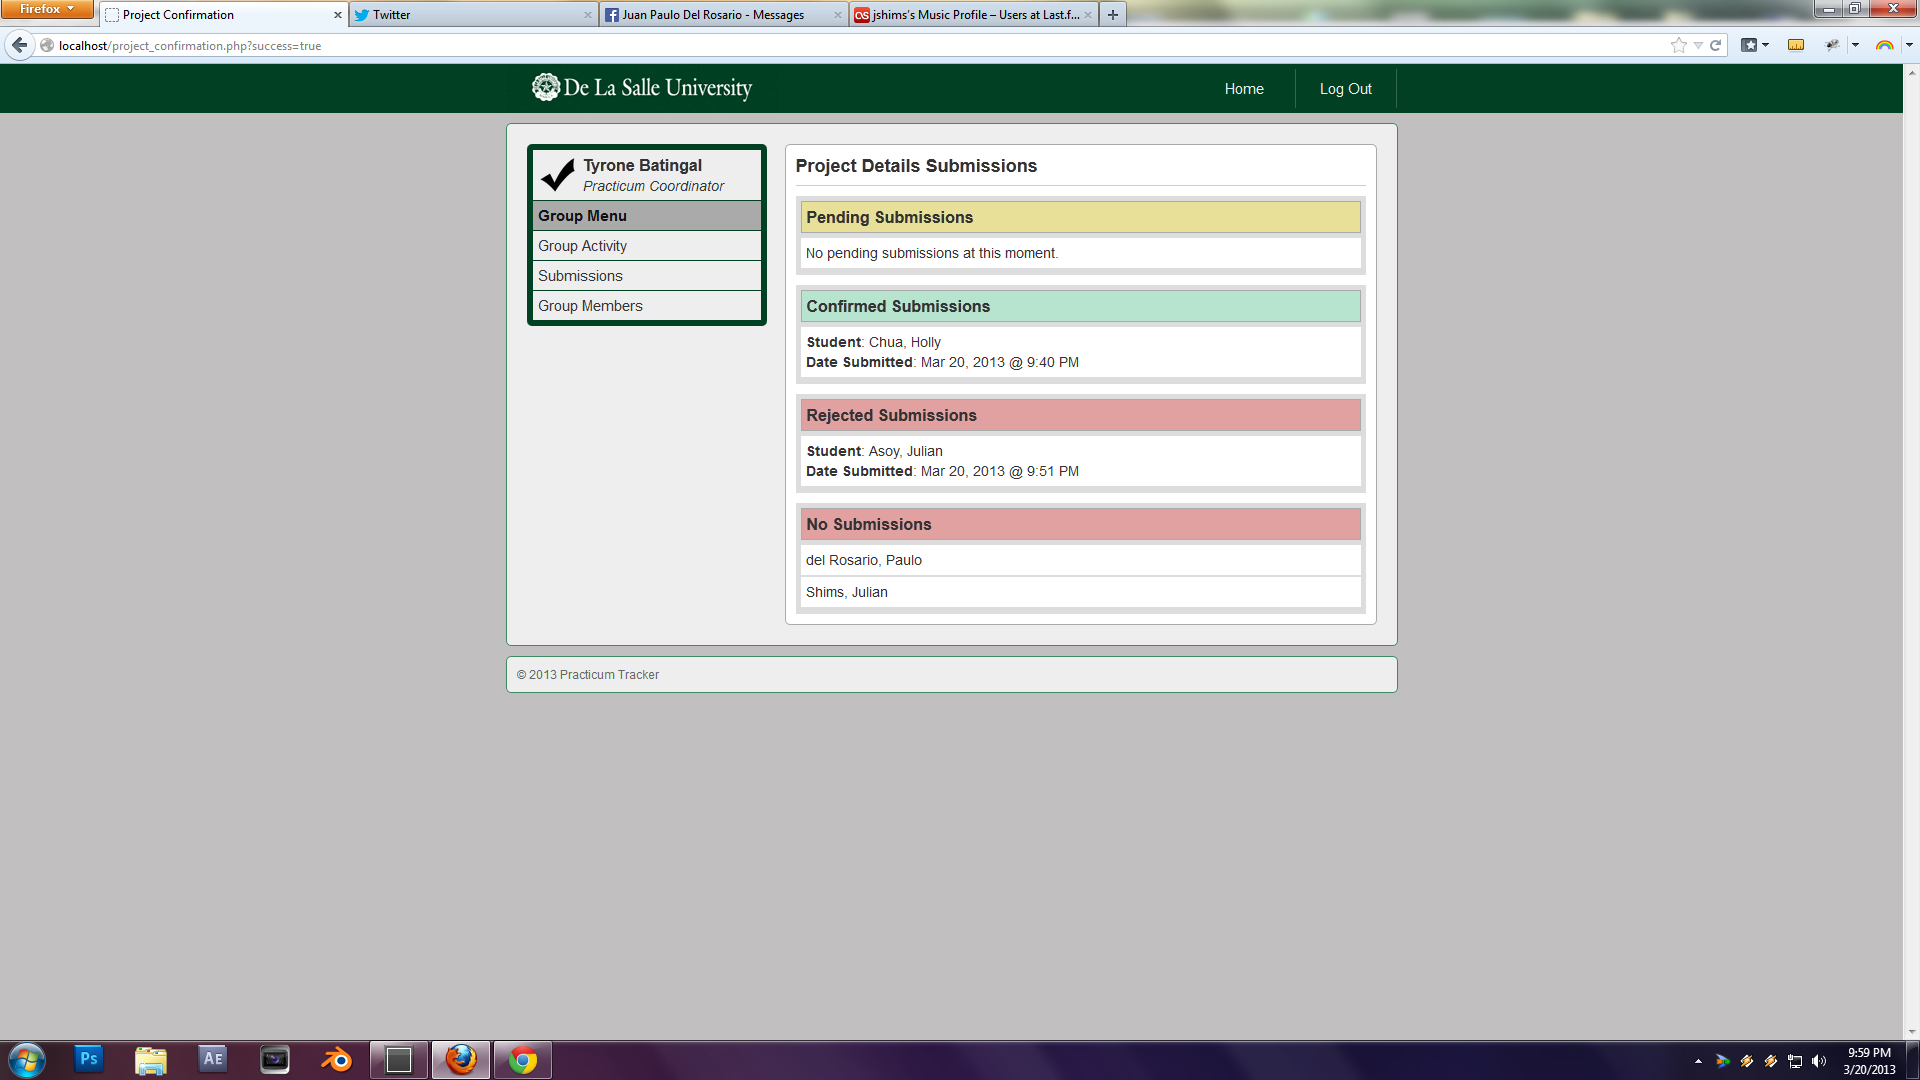 Firefox
Project Confirmation
Twitter
Juan Paulo Del Rosario - Messages
jshims's Music Profile – Users at Last.f...
localhost/project_confirmation.php?success=true
De La Salle University
Home
Log Out
Tyrone Batingal
Practicum Coordinator
Group Menu
Group Activity
Submissions
Group Members
Project Details Submissions
Pending Submissions
No pending submissions at this moment.
Confirmed Submissions
Student: Chua, Holly
Date Submitted: Mar 20, 2013 @ 9:40 PM
Rejected Submissions
Student: Asoy, Julian
Date Submitted: Mar 20, 2013 @ 9:51 PM
No Submissions
del Rosario, Paulo
Shims, Julian
© 2013 Practicum Tracker
Ps
AE
9:59 PM
3/20/2013